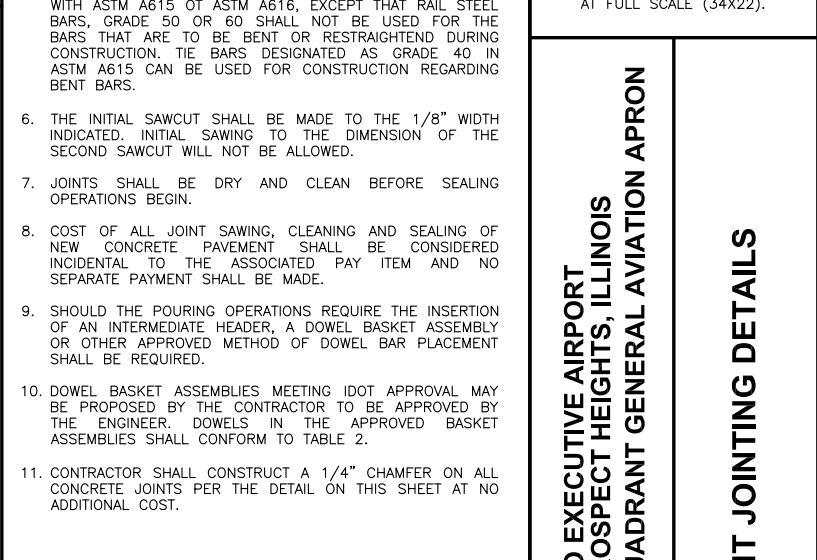 WITH ASTM A615 OT ASTM A616, EXCEPT THAT RAIL STEEL
BARS, GRADE 50 OR 60 SHALL NOT BE USED FOR THE
BARS THAT ARE TO BE BENT OR RESTRAIGHTEND DURING
CONSTRUCTION. TIE BARS DESIGNATED AS GRADE 40 IN
ASTM A615 CAN BE USED FOR CONSTRUCTION REGARDING
BENT BARS.
6. THE INITIAL SAWCUT SHALL BE MADE TO THE 1/8" WIDTH
INDICATED. INITIAL SAWING TO THE DIMENSION OF THE
SECOND SAWCUT WILL NOT BE ALLOWED.
7. JOINTS SHALL BE DRY AND CLEAN BEFORE SEALING
OPERATIONS BEGIN.
8. COST OF ALL JOINT SAWING, CLEANING AND SEALING OF
NEW CONCRETE PAVEMENT SHALL BE CONSIDERED
INCIDENTAL TO THE ASSOCIATED PAY ITEM AND NO
SEPARATE PAYMENT SHALL BE MADE.
9. SHOULD THE POURING OPERATIONS REQUIRE THE INSERTION
OF AN INTERMEDIATE HEADER, A DOWEL BASKET ASSEMBLY
OR OTHER APPROVED METHOD OF DOWEL BAR PLACEMENT
SHALL BE REQUIRED.
10. DOWEL BASKET ASSEMBLIES MEETING IDOT APPROVAL MAY
BE PROPOSED BY THE CONTRACTOR TO BE APPROVED BY
THE ENGINEER. DOWELS IN THE APPROVED BASKET
ASSEMBLIES SHALL CONFORM TO TABLE 2.
11. CONTRACTOR SHALL CONSTRUCT A 1/4" CHAMFER ON ALL
CONCRETE JOINTS PER THE DETAIL ON THIS SHEET AT NO
ADDITIONAL COST.
AT FULL SCALE (34X22).
EXECUTIVE AIRPORT
OSPECT HEIGHTS, ILLINOIS
ADRANT GENERAL AVIATION APRON
T JOINTING DETAILS